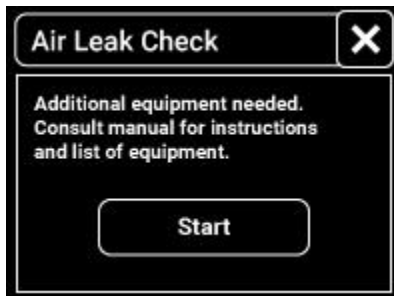 Air Leak Check
Additional equipment needed.
Consult manual for instructions
and list of equipment.
Start